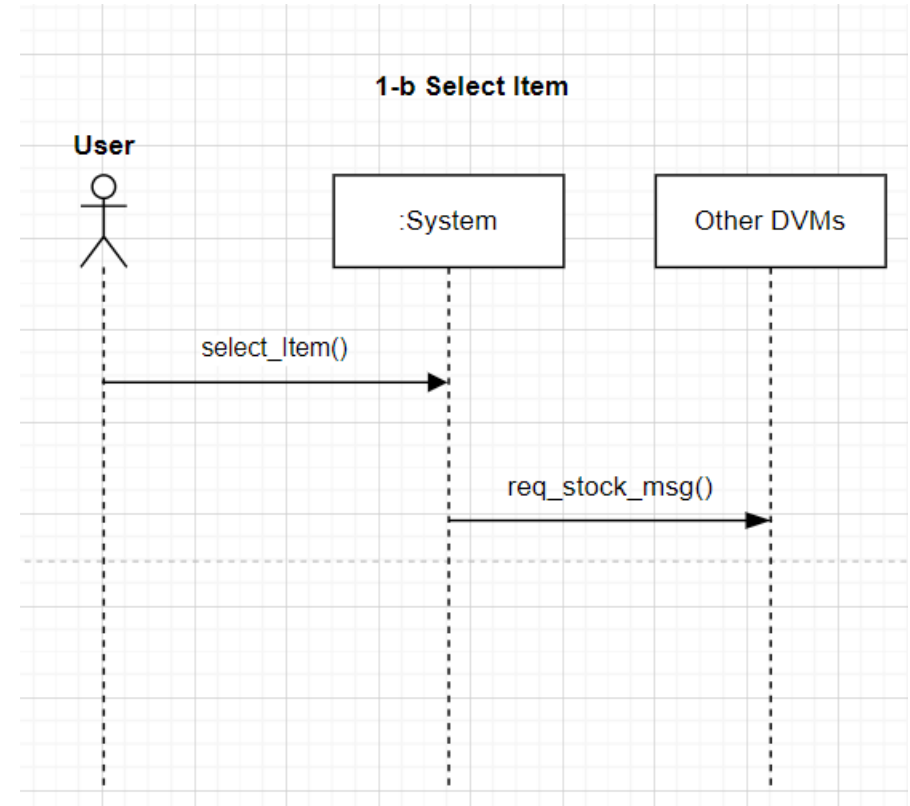 1-b Select Item
User
:System
Other DVMs
select_Item()
req_stock_msg()